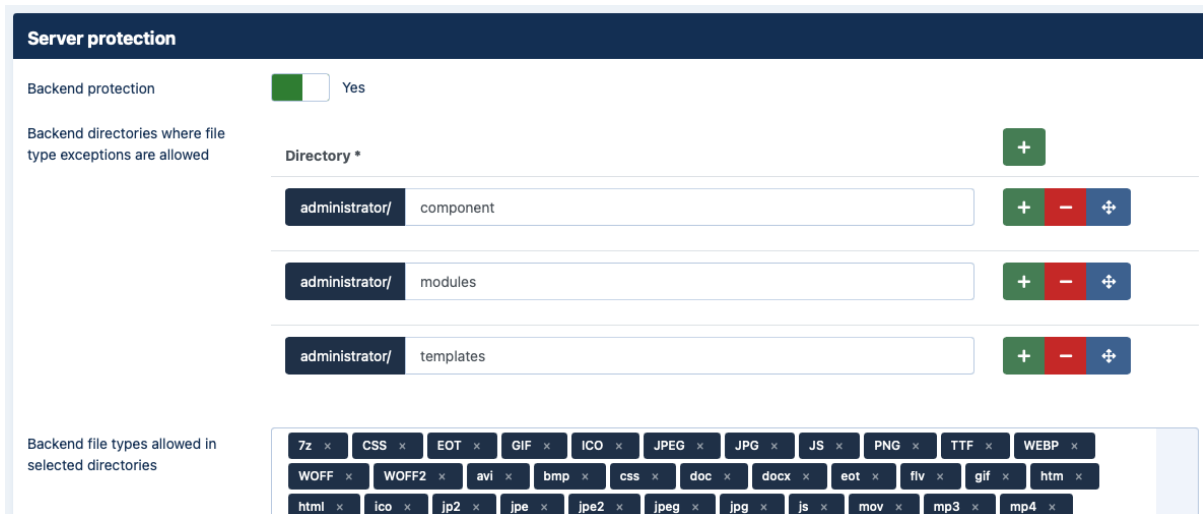 Server protection
Backend protection
Yes
Backend directories where file
type exceptions are allowed
Directory *
administrator/ component
administrator/ modules
administrator/ templates
Backend file types allowed in
selected directories
7z × CSS × EOT × GIF × ICO × JPEG × JPG × JS × PNG × TTF × WEBP ×
WOFF × WOFF2 × avi × bmp × css × doc × docx × eot × flv × gif × htm ×
html × ico × jp2 × jpe × jpe2 × jpeg × jpg × js × mov × mp3 × mp4 ×